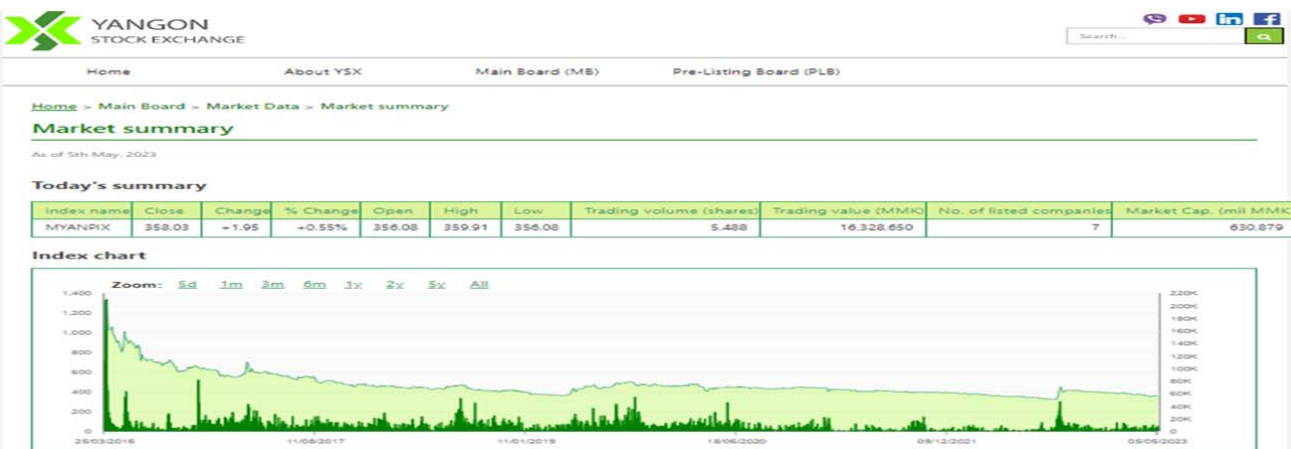 YANGON
STOCK EXCHANGE
Search...
Home About YSX Main Board (MB) Pre-Listing Board (PLB)
Home > Main Board > Market Data > Market summary
Market summary
As of 5th May, 2023
Today's summary
Index name Close Change % Change Open High Low Trading volume (shares) Trading value (MMK) No. of listed companies Market Cap. (mil MMK
MYANPIX 358.03 +1.95 +0.55% 356.08 359.91 356.08 5,488 16,328,650 7 630,879
Index chart
Zoom: 5d 1m 3m 6m 1y 2y 5y All
1,400 220K
200K
1,200 180K
1,000 160K
140K
800 120K
600 100K
80K
400 60K
200 40K
20K
0 0
25/03/2016 11/08/2017 11/01/2019 18/06/2020 09/12/2021 05/05/2023